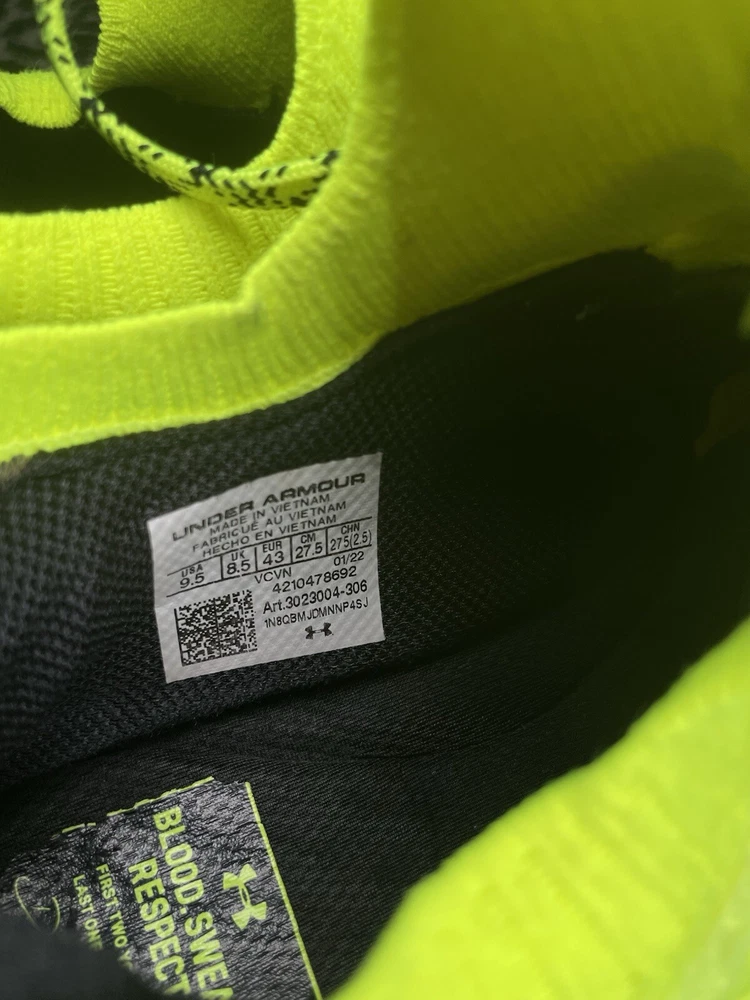 UNDER ARMOUR
MADE IN VIETNAM
FABRIQUÉ AU VIETNAM
HECHO EN VIETNAM
USA UK EUR CM CHN
9.5 8.5 43 27.5 275(2.5)
VCVN 01/22
4210478692
Art.3023004-306
1N8QBMJDMNNP4SJ
BLOOD, SWEA
RESPECT
FIRST TWO
LAST ONE